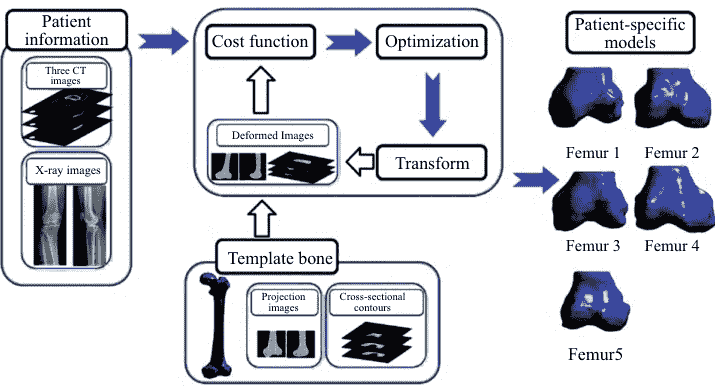 Patient
information
Three CT
images
X-ray images
Cost function
Optimization
Deformed Images
Transform
Template bone
Projection
images
Cross-sectional
contours
Patient-specific
models
Femur 1
Femur 2
Femur 3
Femur 4
Femur5